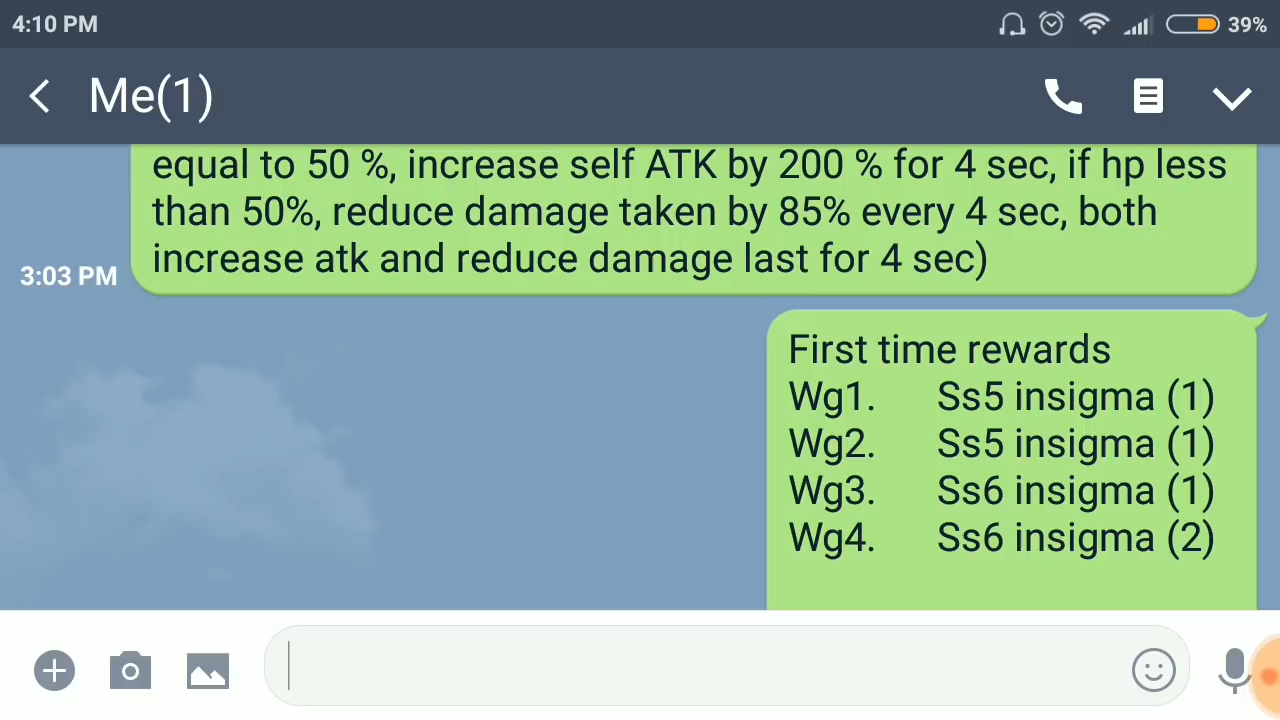 4:10 PM
39%
Me(1)
equal to 50 %, increase self ATK by 200 % for 4 sec, if hp less
than 50%, reduce damage taken by 85% every 4 sec, both
increase atk and reduce damage last for 4 sec)
3:03 PM
First time rewards
Wg1. Ss5 insigma (1)
Wg2. Ss5 insigma (1)
Wg3. Ss6 insigma (1)
Wg4. Ss6 insigma (2)